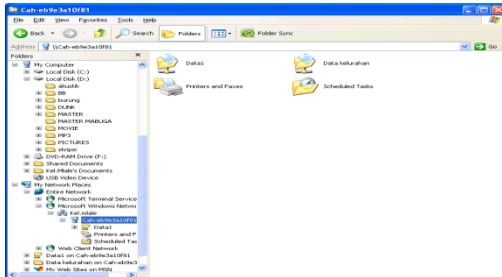 Cah-eb9e3a10f81
File Edit View Favorites Tools Help
Back Search Folders Folder Sync
Address \\Cah-eb9e3a10f81 Go
Folders
My Computer
Local Disk (C:)
Local Disk (D:)
akustik
BB
burung
DUNK
MASTER
MASTER MABUGA
MOVIE
MP3
PICTURES
skripsi
DVD-RAM Drive (F:)
Shared Documents
Kel.Mlale's Documents
USB Video Device
My Network Places
Entire Network
Microsoft Terminal Service
Microsoft Windows Netwo
Kel.mlale
Cah-eb9e3a10f81
Data1
Printers and F
Scheduled Tas
Web Client Network
Data1 on Cah-eb9e3a10f81
Data kelurahan on Cah-eb9e3
My Web Sites on MSN
Data1
Data kelurahan
Printers and Faxes
Scheduled Tasks